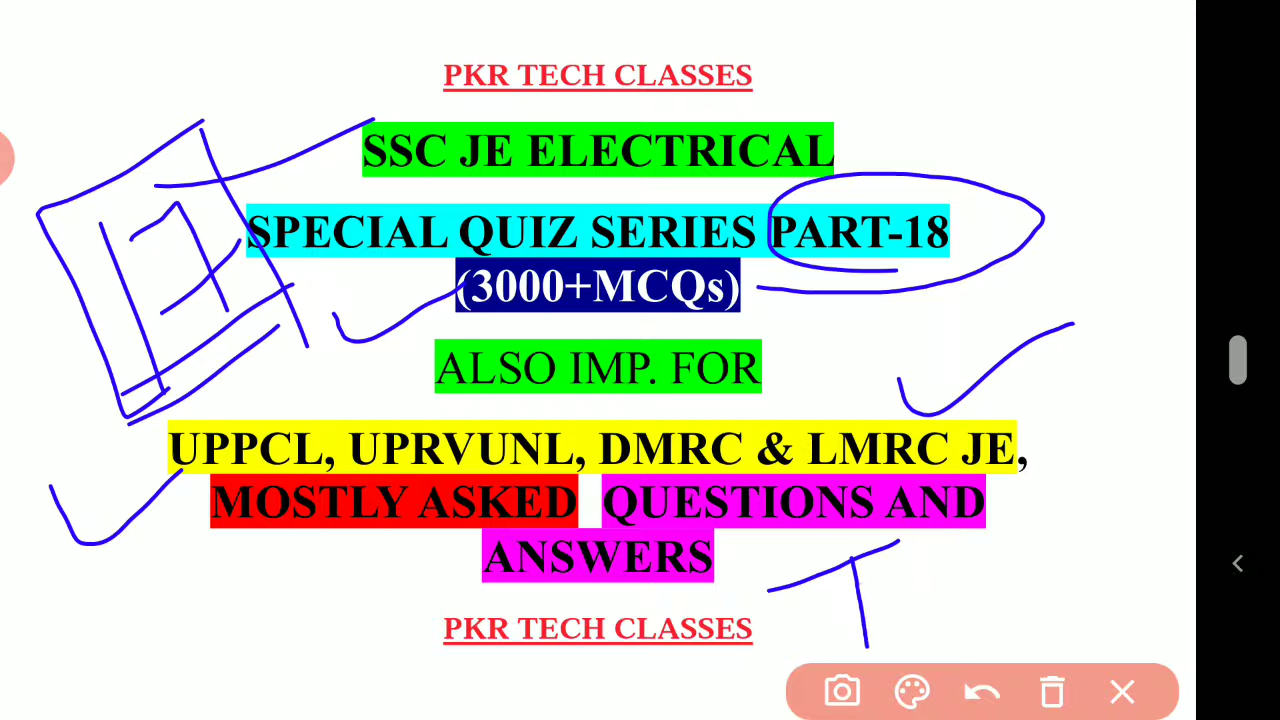 PKR TECH CLASSES
SSC JE ELECTRICAL
SPECIAL QUIZ SERIES PART-18
(3000+MCQs)
ALSO IMP. FOR
UPPCL, UPRVUNL, DMRC & LMRC JE,
MOSTLY ASKED QUESTIONS AND
ANSWERS
PKR TECH CLASSES